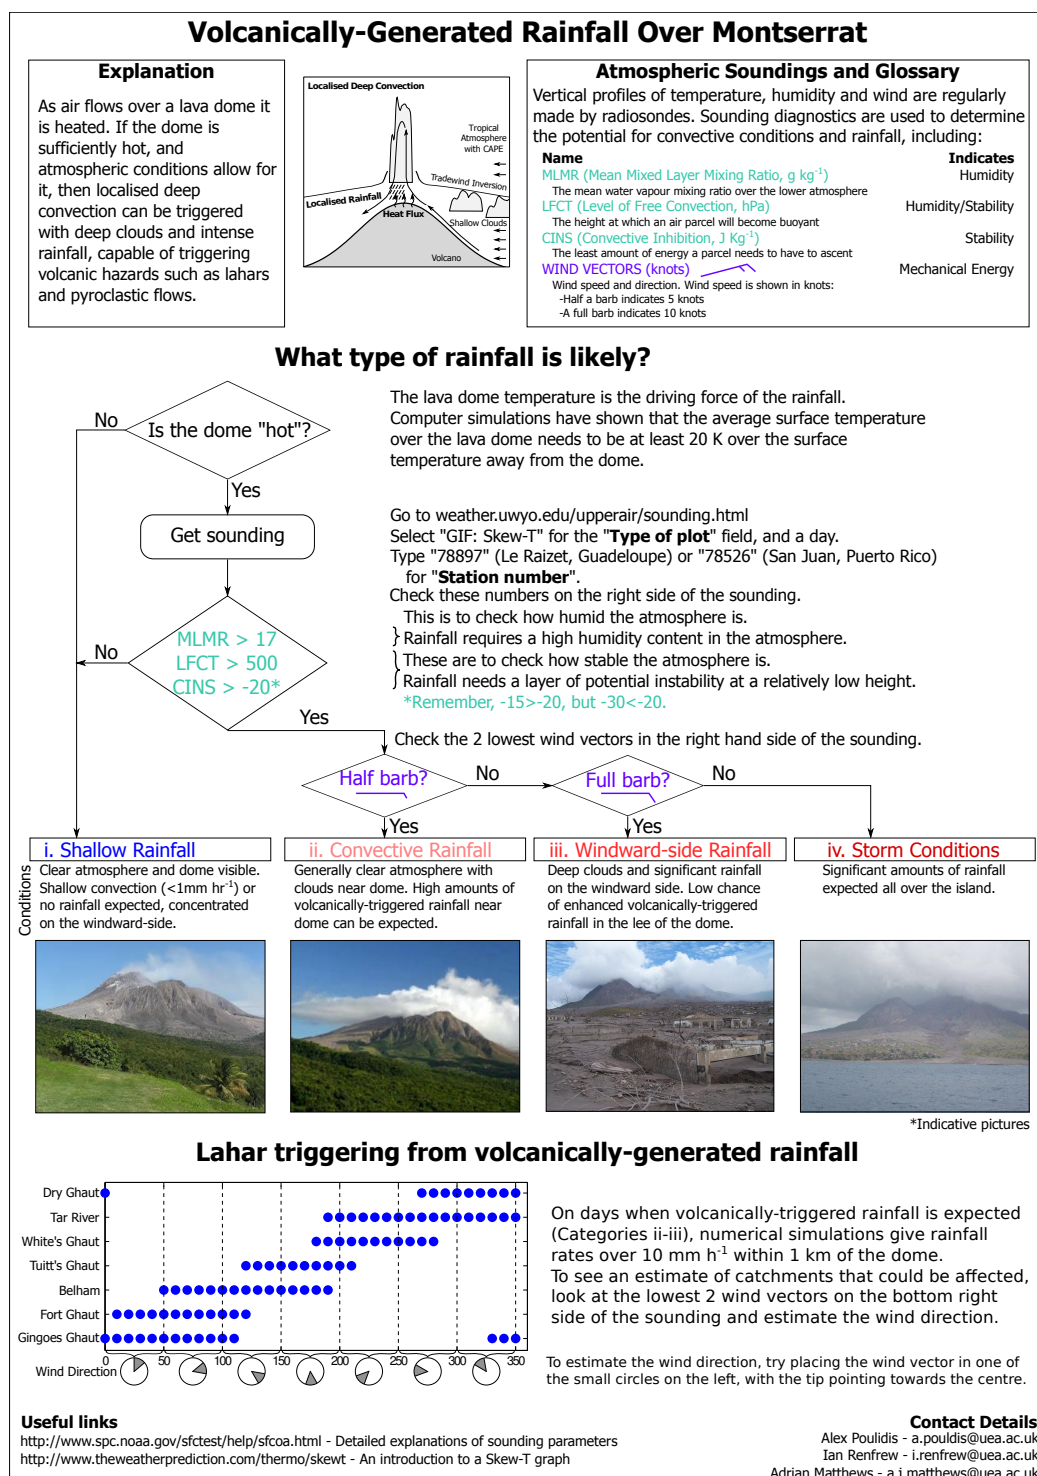 Volcanically-Generated Rainfall Over Montserrat
Explanation
As air flows over a lava dome it
is heated. If the dome is
sufficiently hot, and
atmospheric conditions allow for
it, then localised deep
convection can be triggered
with deep clouds and intense
rainfall, capable of triggering
volcanic hazards such as lahars
and pyroclastic flows.
Localised Deep Convection
Tropical
Atmosphere
with CAPE
Tradewind Inversion
Localised Rainfall
Heat Flux
Shallow Clouds
Volcano
Atmospheric Soundings and Glossary
Vertical profiles of temperature, humidity and wind are regularly
made by radiosondes. Sounding diagnostics are used to determine
the potential for convective conditions and rainfall, including:
Name Indicates
MLMR (Mean Mixed Layer Mixing Ratio, g kg⁻¹) Humidity
The mean water vapour mixing ratio over the lower atmosphere
LFCT (Level of Free Convection, hPa) Humidity/Stability
The height at which an air parcel will become buoyant
CINS (Convective Inhibition, J Kg⁻¹) Stability
The least amount of energy a parcel needs to have to ascent
WIND VECTORS (knots) Mechanical Energy
Wind speed and direction. Wind speed is shown in knots:
-Half a barb indicates 5 knots
-A full barb indicates 10 knots
What type of rainfall is likely?
No
Is the dome "hot"?
Yes
The lava dome temperature is the driving force of the rainfall.
Computer simulations have shown that the average surface temperature
over the lava dome needs to be at least 20 K over the surface
temperature away from the dome.
Get sounding
Go to weather.uwyo.edu/upperair/sounding.html
Select "GIF: Skew-T" for the "Type of plot" field, and a day.
Type "78897" (Le Raizet, Guadeloupe) or "78526" (San Juan, Puerto Rico)
for "Station number".
Check these numbers on the right side of the sounding.
This is to check how humid the atmosphere is.
Rainfall requires a high humidity content in the atmosphere.
These are to check how stable the atmosphere is.
Rainfall needs a layer of potential instability at a relatively low height.
*Remember, -15>-20, but -30<-20.
No
MLMR > 17
LFCT > 500
CINS > -20*
Yes
Check the 2 lowest wind vectors in the right hand side of the sounding.
Half barb?
No
Full barb?
No
Yes
Yes
Conditions
i. Shallow Rainfall
Clear atmosphere and dome visible.
Shallow convection (<1mm hr⁻¹) or
no rainfall expected, concentrated
on the windward-side.
ii. Convective Rainfall
Generally clear atmosphere with
clouds near dome. High amounts of
volcanically-triggered rainfall near
dome can be expected.
iii. Windward-side Rainfall
Deep clouds and significant rainfall
on the windward side. Low chance
of enhanced volcanically-triggered
rainfall in the lee of the dome.
iv. Storm Conditions
Significant amounts of rainfall
expected all over the island.
*Indicative pictures
Lahar triggering from volcanically-generated rainfall
Dry Ghaut
Tar River
White's Ghaut
Tuitt's Ghaut
Belham
Fort Ghaut
Gingoes Ghaut
0 50 100 150 200 250 300 350
Wind Direction
On days when volcanically-triggered rainfall is expected
(Categories ii-iii), numerical simulations give rainfall
rates over 10 mm h⁻¹ within 1 km of the dome.
To see an estimate of catchments that could be affected,
look at the lowest 2 wind vectors on the bottom right
side of the sounding and estimate the wind direction.
To estimate the wind direction, try placing the wind vector in one of
the small circles on the left, with the tip pointing towards the centre.
Useful links
http://www.spc.noaa.gov/sfctest/help/sfcoa.html - Detailed explanations of sounding parameters
http://www.theweatherprediction.com/thermo/skewt - An introduction to a Skew-T graph
Contact Details
Alex Poulidis - a.pouldis@uea.ac.uk
Ian Renfrew - i.renfrew@uea.ac.uk
Adrian Matthews - a.j.matthews@uea.ac.uk